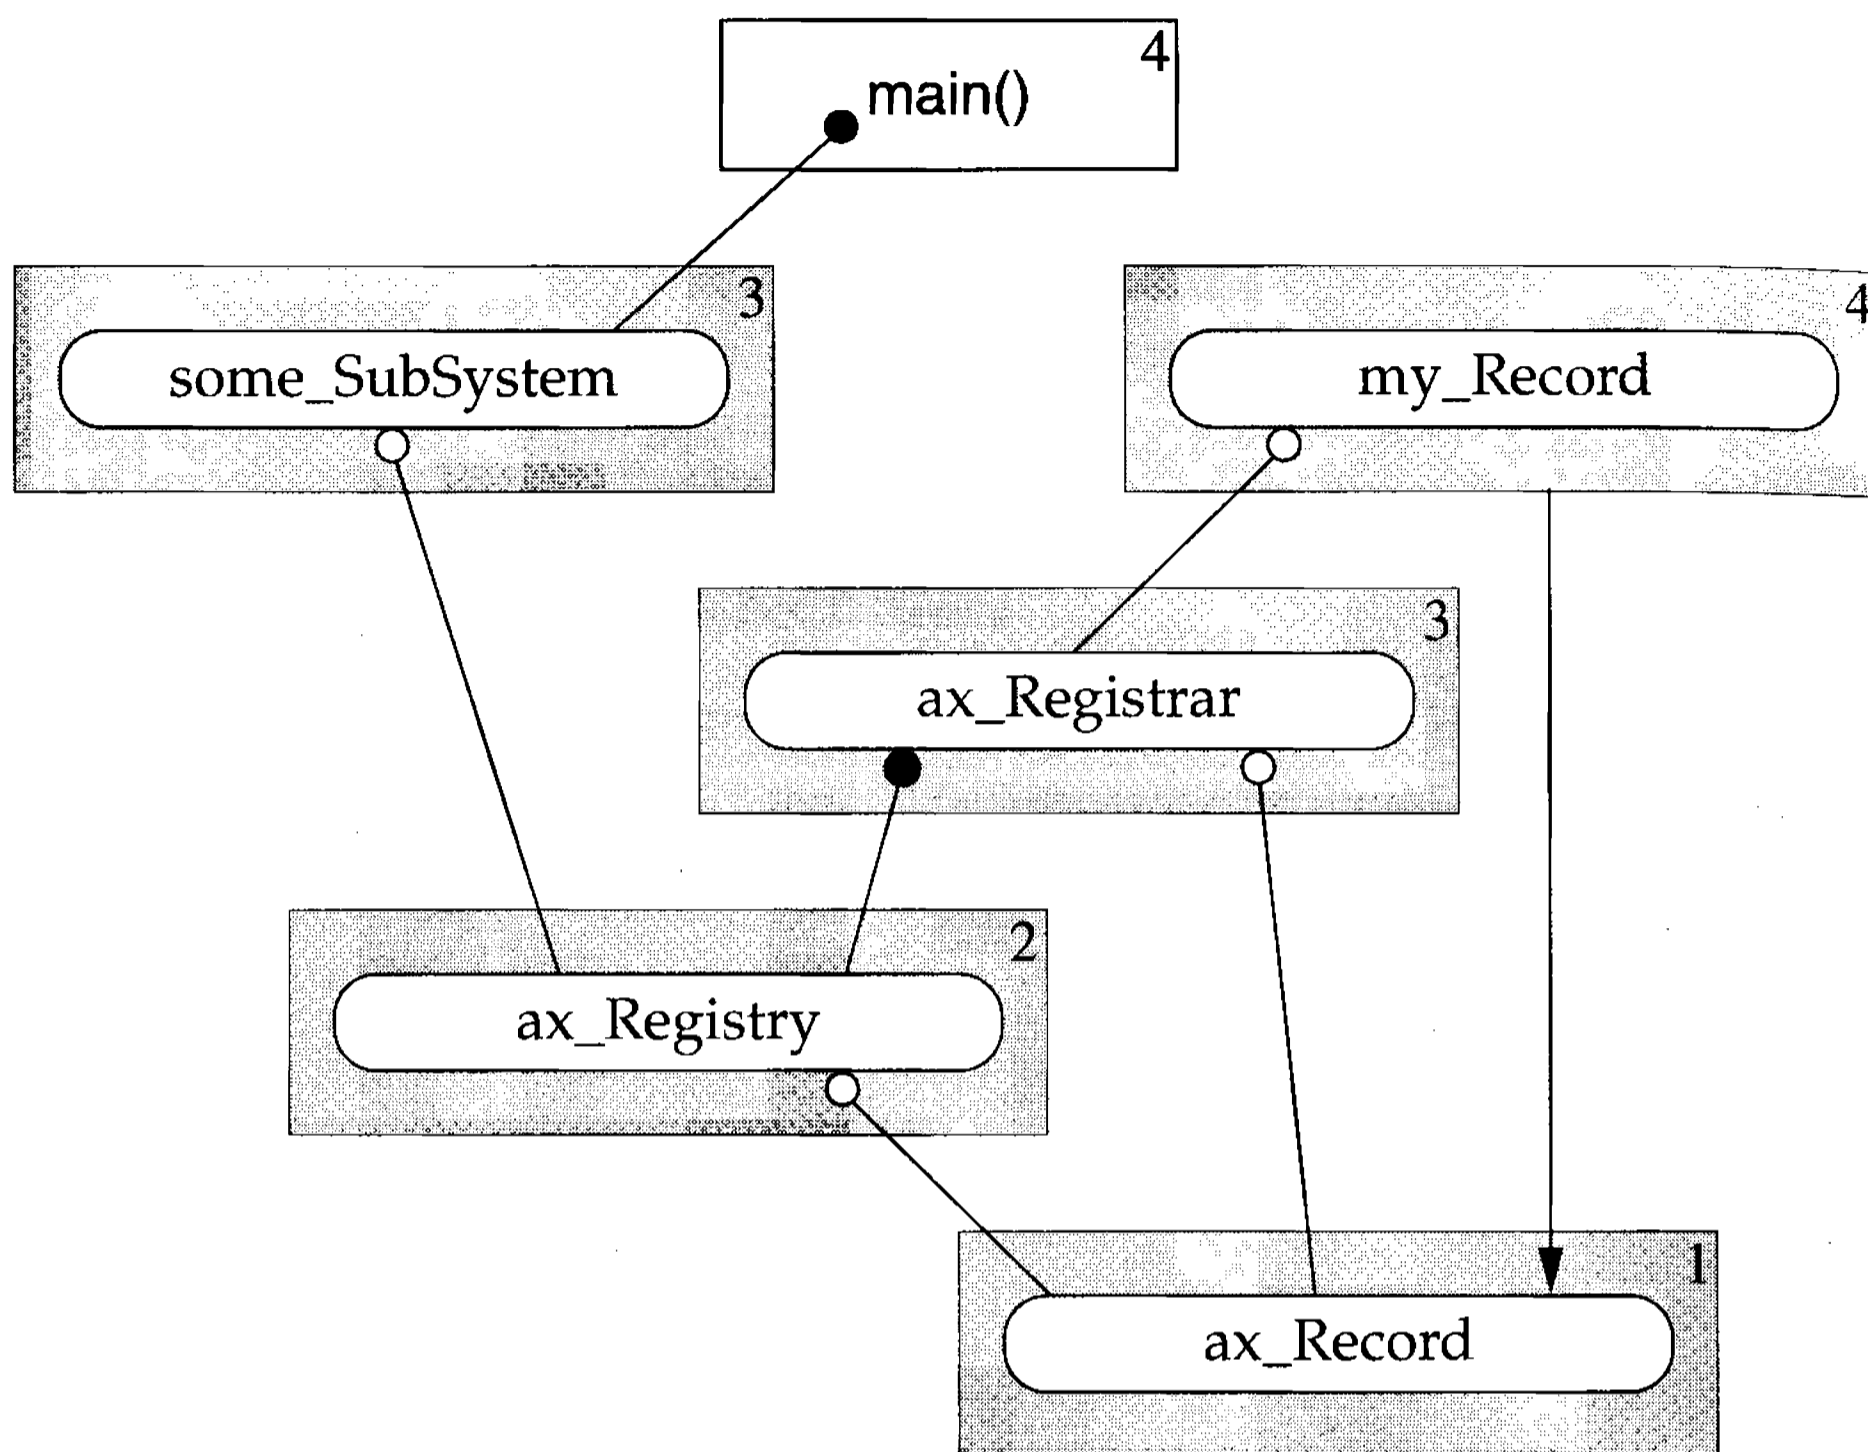 4
main()
3
some_SubSystem
4
my_Record
3
ax_Registrar
2
ax_Registry
1
ax_Record